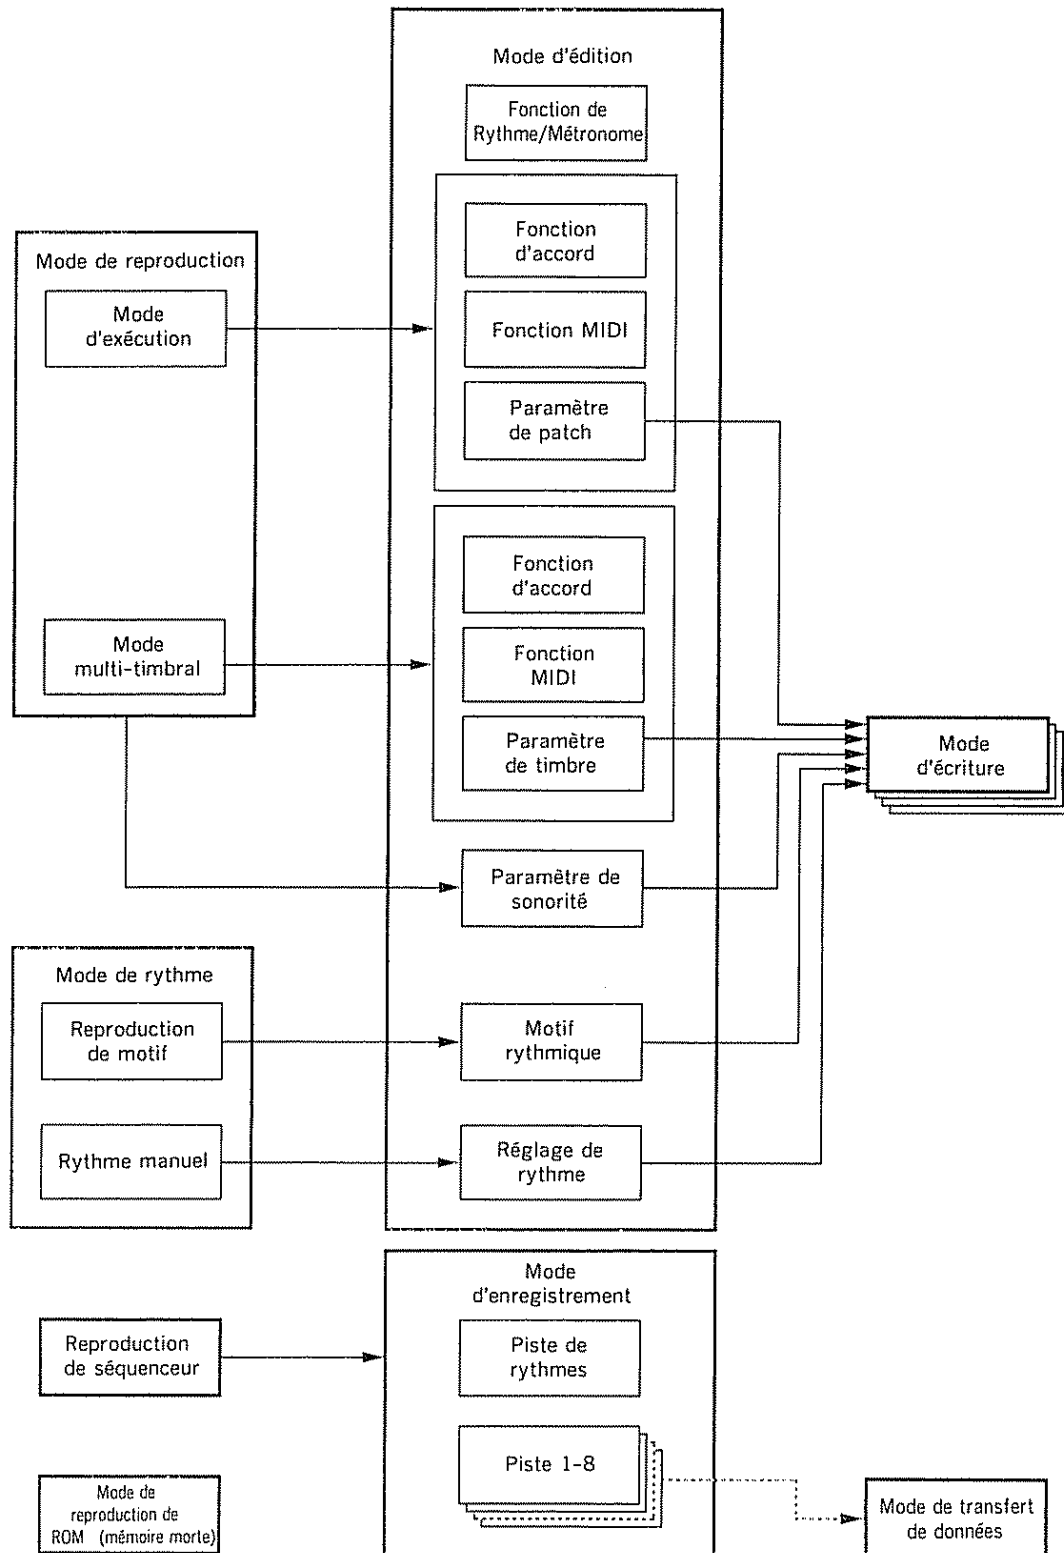 Mode d'édition
Fonction de
Rythme/Métronome
Fonction
d'accord
Mode de reproduction
Mode
d'exécution
Fonction MIDI
Paramètre
de patch
Fonction
d'accord
Mode
multi-timbral
Fonction
MIDI
Paramètre
de timbre
Mode
d'écriture
Paramètre de
sonorité
Mode de rythme
Reproduction
de motif
Motif
rythmique
Rythme manuel
Réglage de
rythme
Mode
d'enregistrement
Reproduction
de séquenceur
Piste de
rythmes
Piste 1-8
Mode de
reproduction de
ROM (mémoire morte)
Mode de transfert
de données